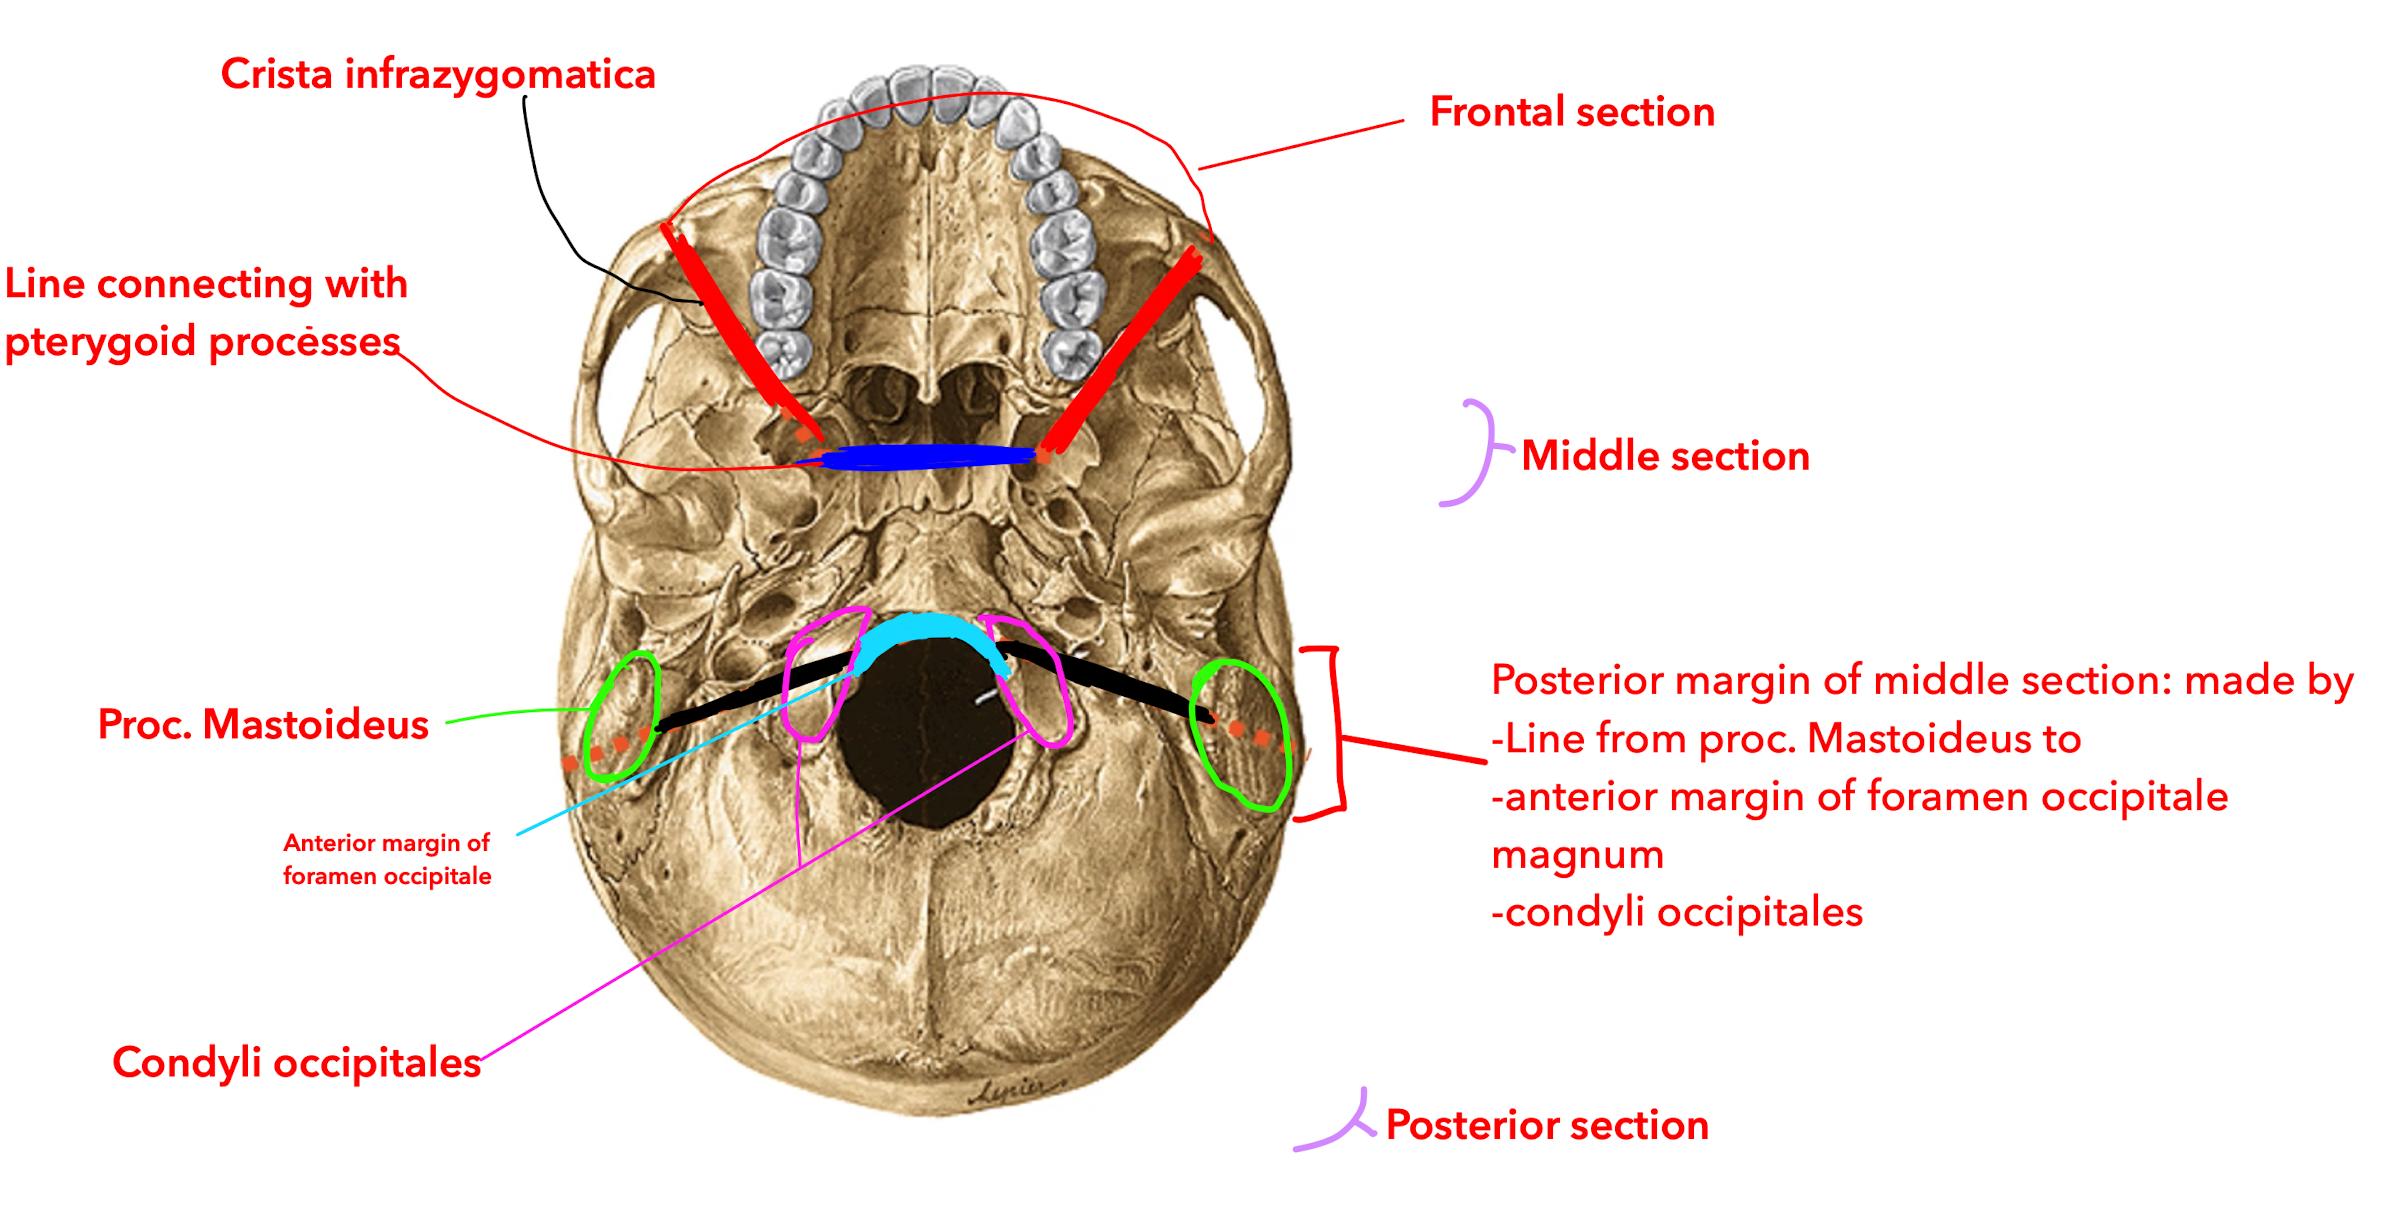 Crista infrazygomatica
Frontal section
Line connecting with
pterygoid processes
Middle section
Posterior margin of middle section: made by
-Line from proc. Mastoideus to
-anterior margin of foramen occipitale
magnum
-condyli occipitales
Proc. Mastoideus
Anterior margin of
foramen occipitale
Condyli occipitales
Lepier
Posterior section